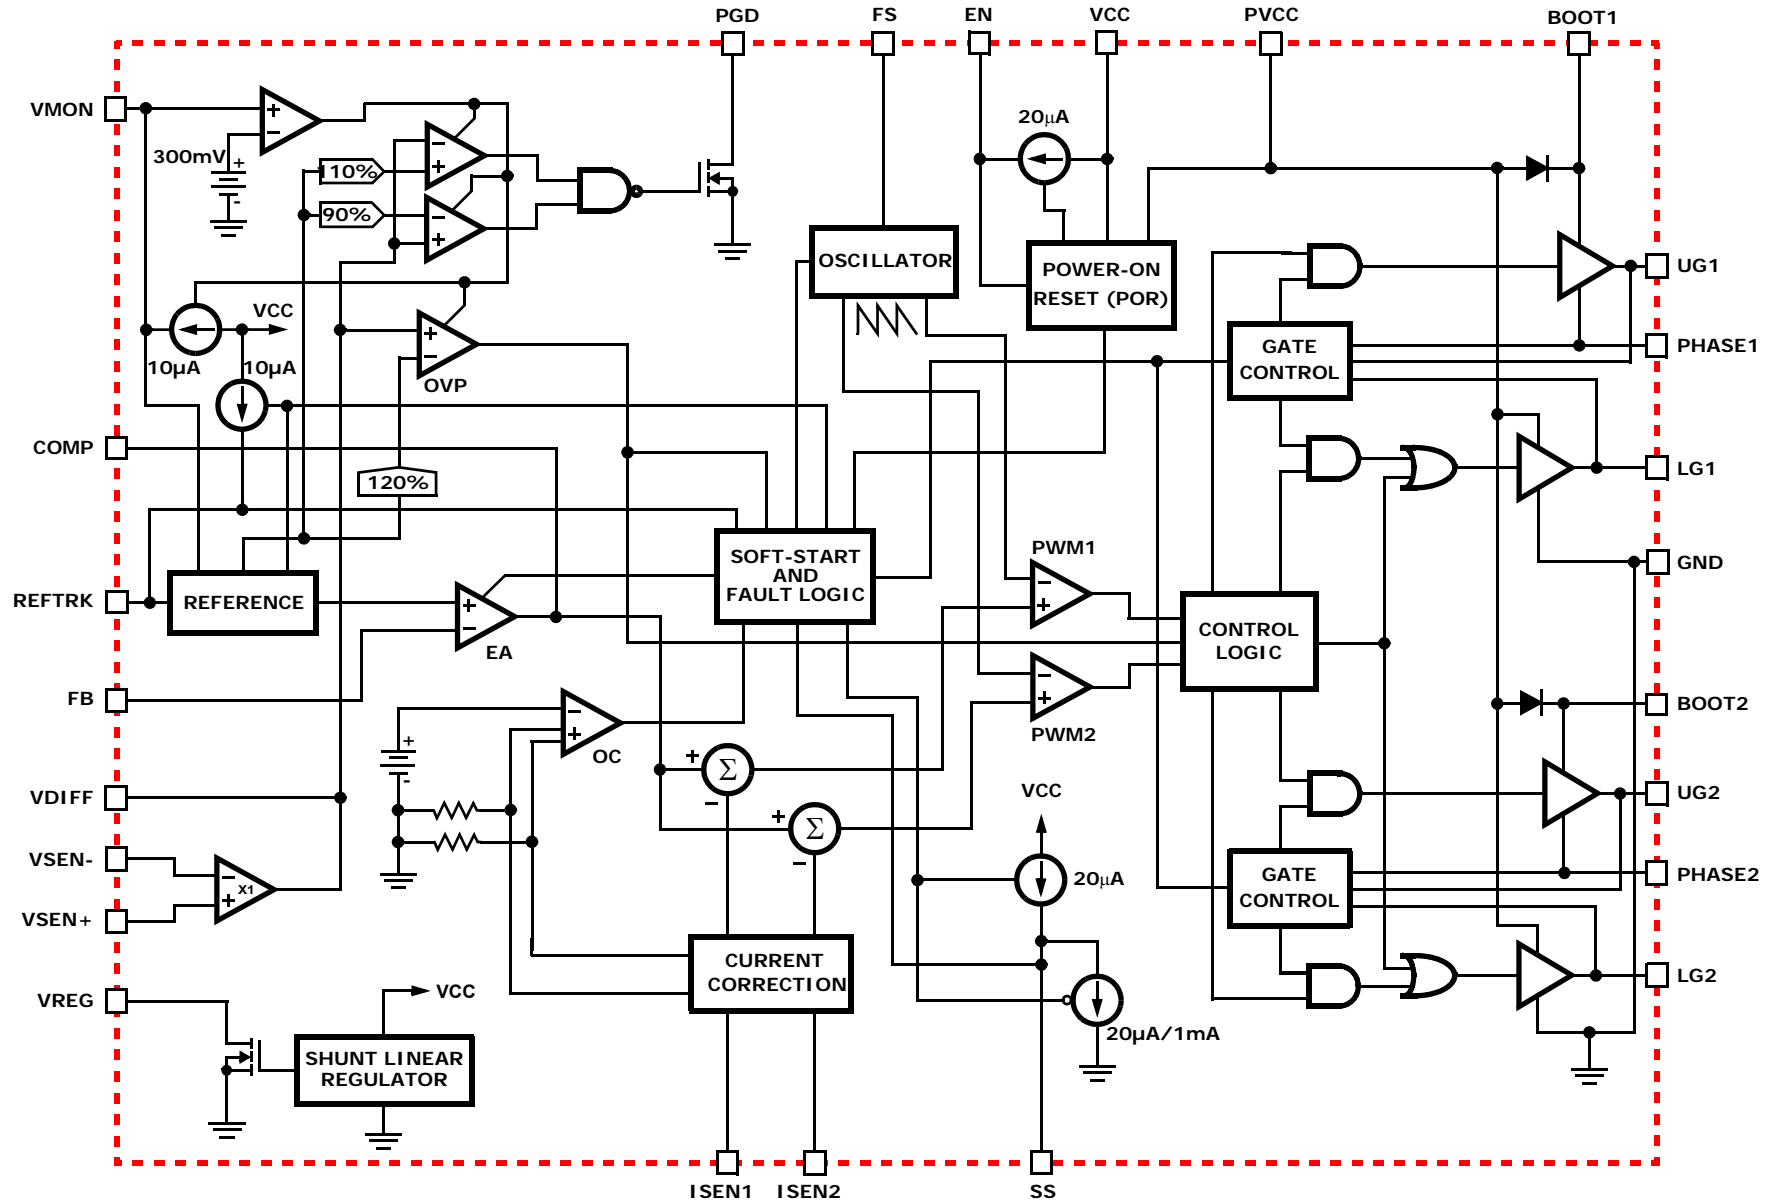 PGD
FS
EN
VCC
PVCC
BOOT1
VMON
+
−
300mV
+
-
110%
−
+
90%
−
+
20µA
OSCILLATOR
POWER-ON
RESET (POR)
UG1
VCC
10µA
10µA
+
−
OVP
GATE
CONTROL
PHASE1
COMP
120%
LG1
SOFT-START
AND
FAULT LOGIC
PWM1
−
+
GND
REFTRK
REFERENCE
+
−
EA
CONTROL
LOGIC
FB
−
+
OC
+
-
−
+
PWM2
BOOT2
+
Σ
−
+
Σ
−
VDIFF
VCC
UG2
VSEN-
−
X1
+
VSEN+
20µA
GATE
CONTROL
PHASE2
CURRENT
CORRECTION
LG2
VREG
VCC
20µA/1mA
SHUNT LINEAR
REGULATOR
ISEN1
ISEN2
SS